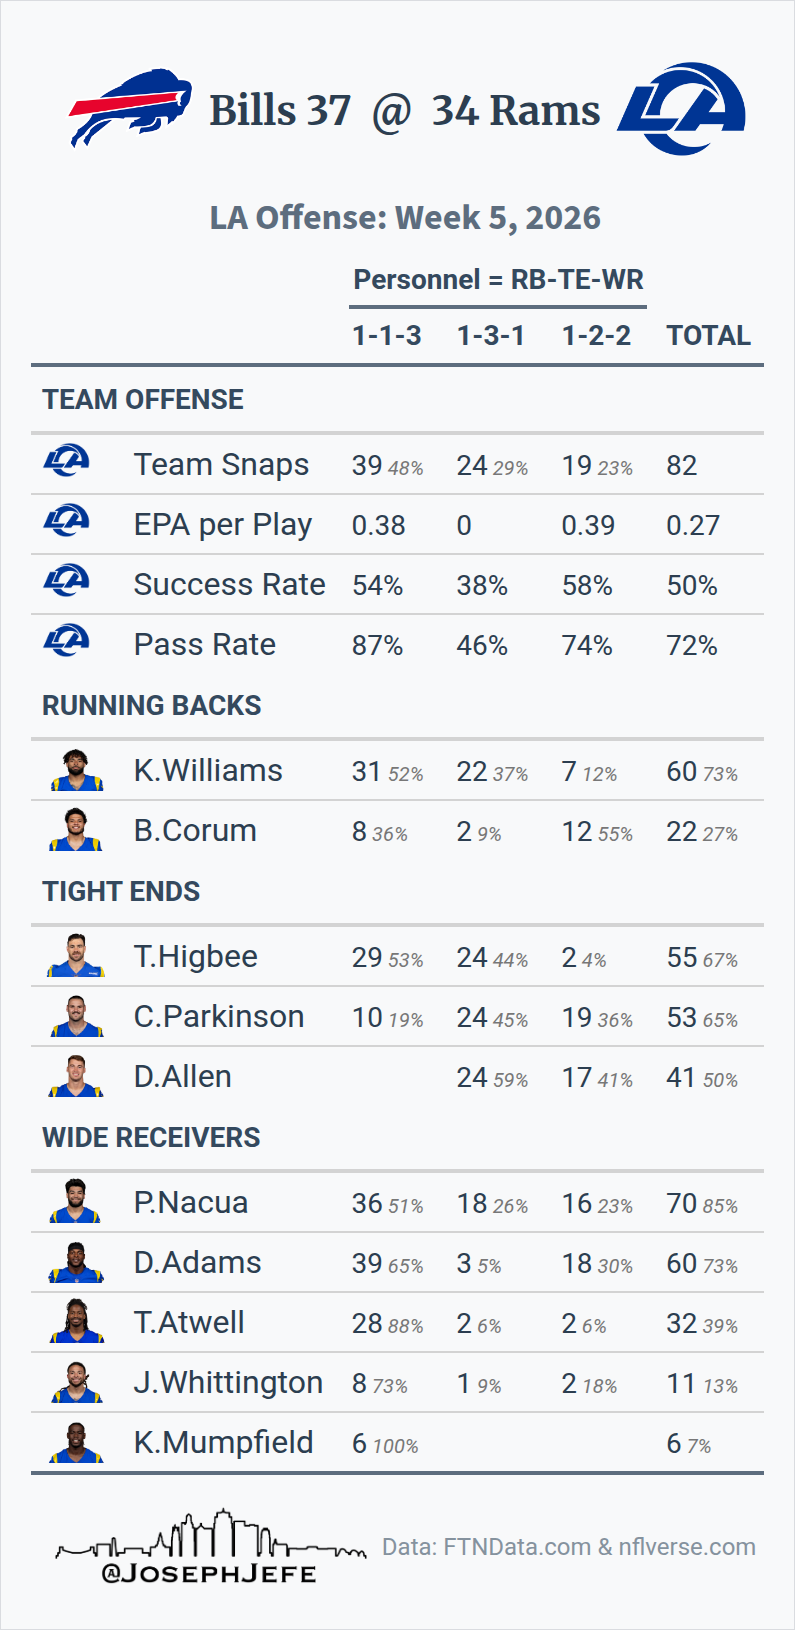 Bills 37 @ 34 Rams
LA Offense: Week 5, 2026
Personnel = RB-TE-WR
1-1-3 1-3-1 1-2-2 TOTAL
TEAM OFFENSE
Team Snaps 39 48% 24 29% 19 23% 82
EPA per Play 0.38 0 0.39 0.27
Success Rate 54% 38% 58% 50%
Pass Rate 87% 46% 74% 72%
RUNNING BACKS
K.Williams 31 52% 22 37% 7 12% 60 73%
B.Corum 8 36% 2 9% 12 55% 22 27%
TIGHT ENDS
T.Higbee 29 53% 24 44% 2 4% 55 67%
C.Parkinson 10 19% 24 45% 19 36% 53 65%
D.Allen 24 59% 17 41% 41 50%
WIDE RECEIVERS
P.Nacua 36 51% 18 26% 16 23% 70 85%
D.Adams 39 65% 3 5% 18 30% 60 73%
T.Atwell 28 88% 2 6% 2 6% 32 39%
J.Whittington 8 73% 1 9% 2 18% 11 13%
K.Mumpfield 6 100% 6 7%
@JosephJefe
Data: FTNData.com & nflverse.com